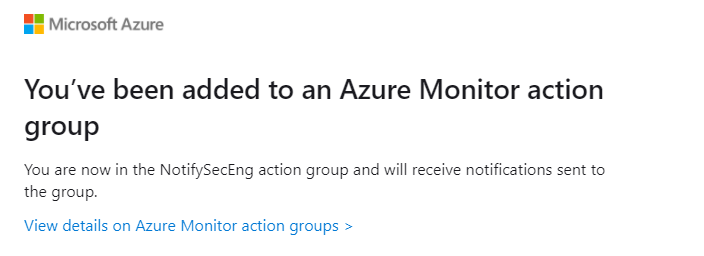 Microsoft Azure
You’ve been added to an Azure Monitor action
group
You are now in the NotifySecEng action group and will receive notifications sent to
the group.
View details on Azure Monitor action groups >